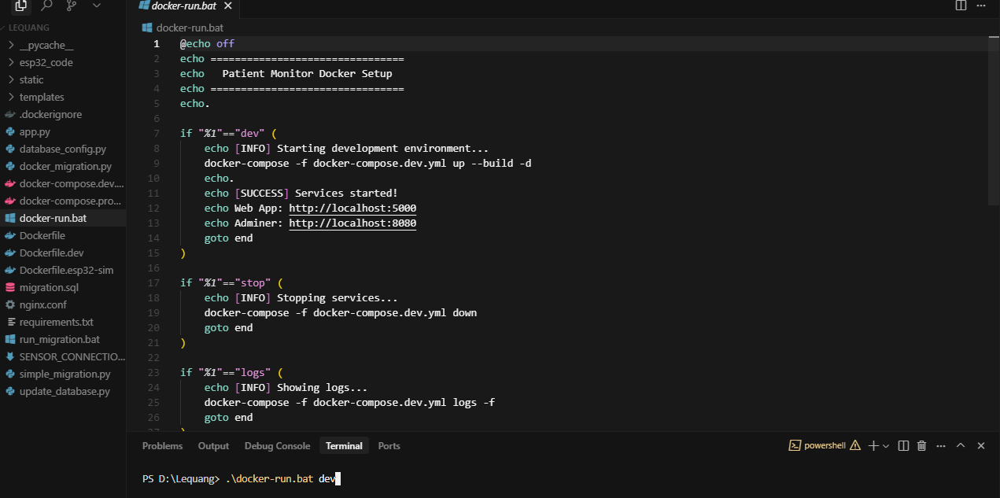 docker-run.bat
LEQUANG
__pycache__
esp32_code
static
templates
.dockerignore
app.py
database_config.py
docker_migration.py
docker-compose.dev....
docker-compose.pro...
docker-run.bat
Dockerfile
Dockerfile.dev
Dockerfile.esp32-sim
migration.sql
nginx.conf
requirements.txt
run_migration.bat
SENSOR_CONNECTIO...
simple_migration.py
update_database.py
docker-run.bat
1 @echo off
2 echo ================================
3 echo   Patient Monitor Docker Setup
4 echo ================================
5 echo.
6
7 if "%1"=="dev" (
8     echo [INFO] Starting development environment...
9     docker-compose -f docker-compose.dev.yml up --build -d
10     echo.
11     echo [SUCCESS] Services started!
12     echo Web App: http://localhost:5000
13     echo Adminer: http://localhost:8080
14     goto end
15 )
16
17 if "%1"=="stop" (
18     echo [INFO] Stopping services...
19     docker-compose -f docker-compose.dev.yml down
20     goto end
21 )
22
23 if "%1"=="logs" (
24     echo [INFO] Showing logs...
25     docker-compose -f docker-compose.dev.yml logs -f
26     goto end
27 )
Problems Output Debug Console Terminal Ports powershell
PS D:\Lequang> .\docker-run.bat dev